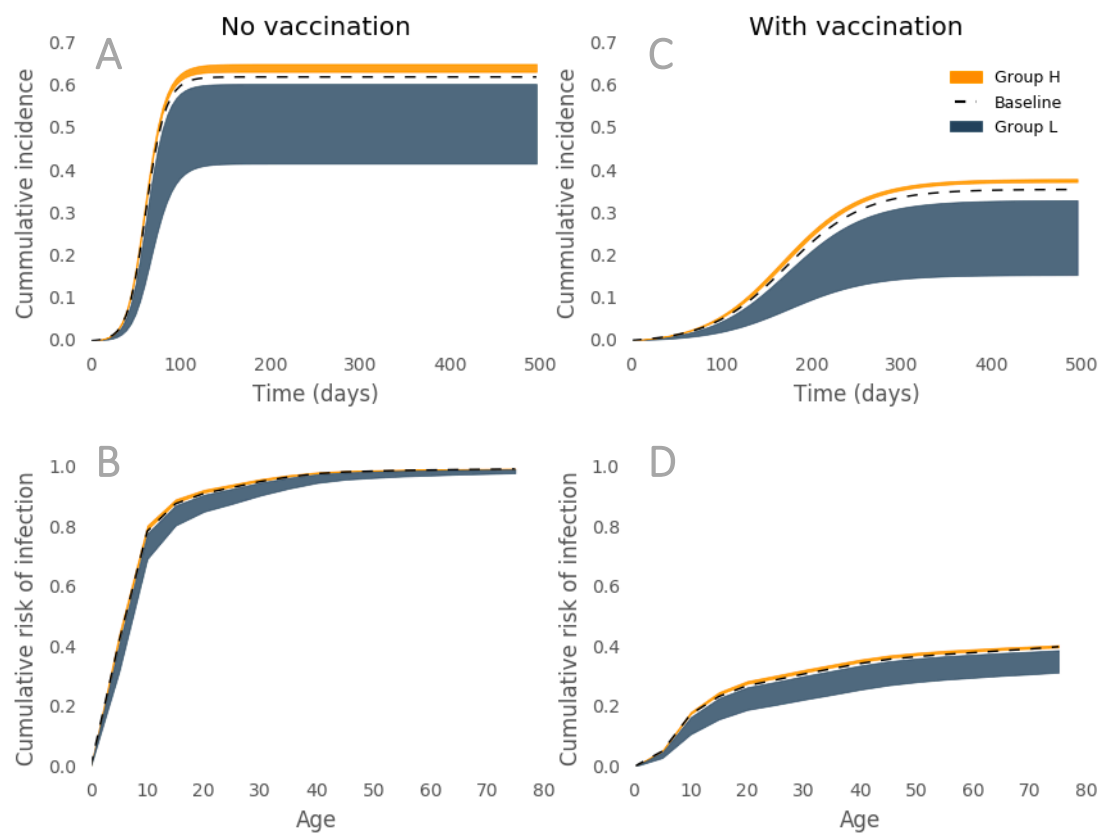 No vaccination
A
Cummulative incidence
0.7
0.6
0.5
0.4
0.3
0.2
0.1
0.0
0 100 200 300 400 500
Time (days)
With vaccination
C
Cummulative incidence
0.7
0.6
0.5
0.4
0.3
0.2
0.1
0.0
Group H
Baseline
Group L
0 100 200 300 400 500
Time (days)
B
Cumulative risk of infection
1.0
0.8
0.6
0.4
0.2
0.0
0 10 20 30 40 50 60 70 80
Age
D
Cumulative risk of infection
1.0
0.8
0.6
0.4
0.2
0.0
0 10 20 30 40 50 60 70 80
Age